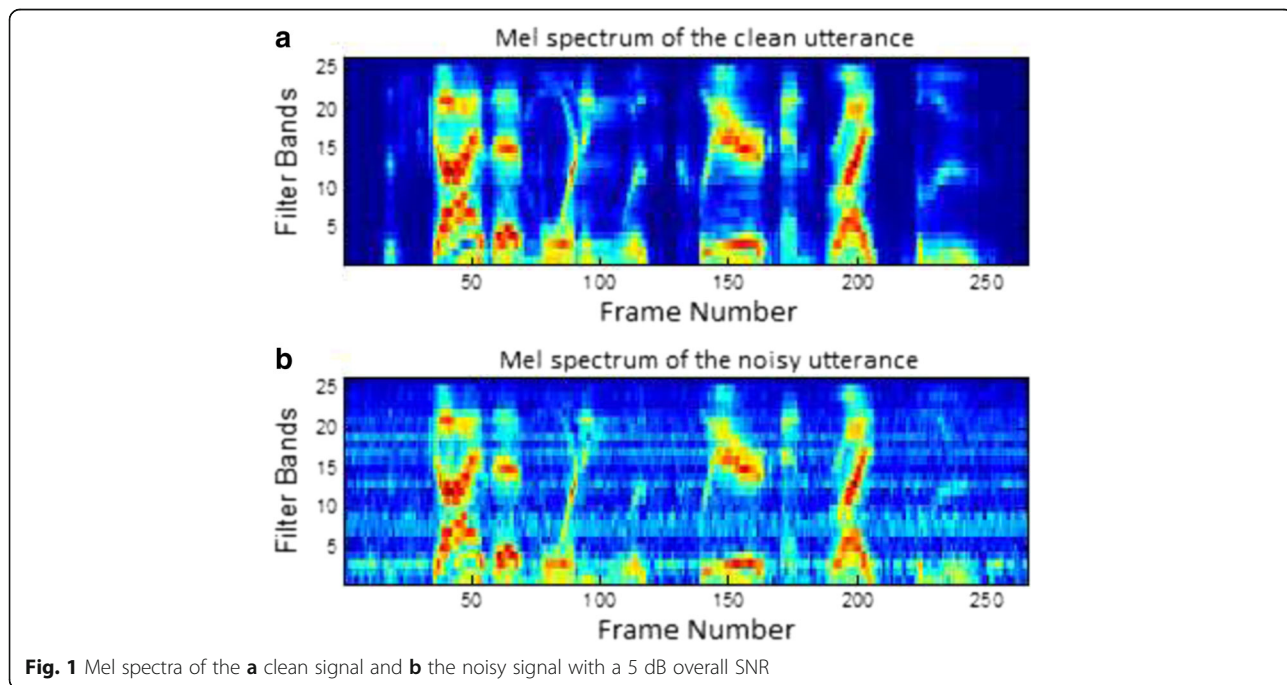 a
Mel spectrum of the clean utterance
Filter Bands
25
20
15
10
5
50 100 150 200 250
Frame Number
b
Mel spectrum of the noisy utterance
Filter Bands
25
20
15
10
5
50 100 150 200 250
Frame Number
Fig. 1 Mel spectra of the a clean signal and b the noisy signal with a 5 dB overall SNR